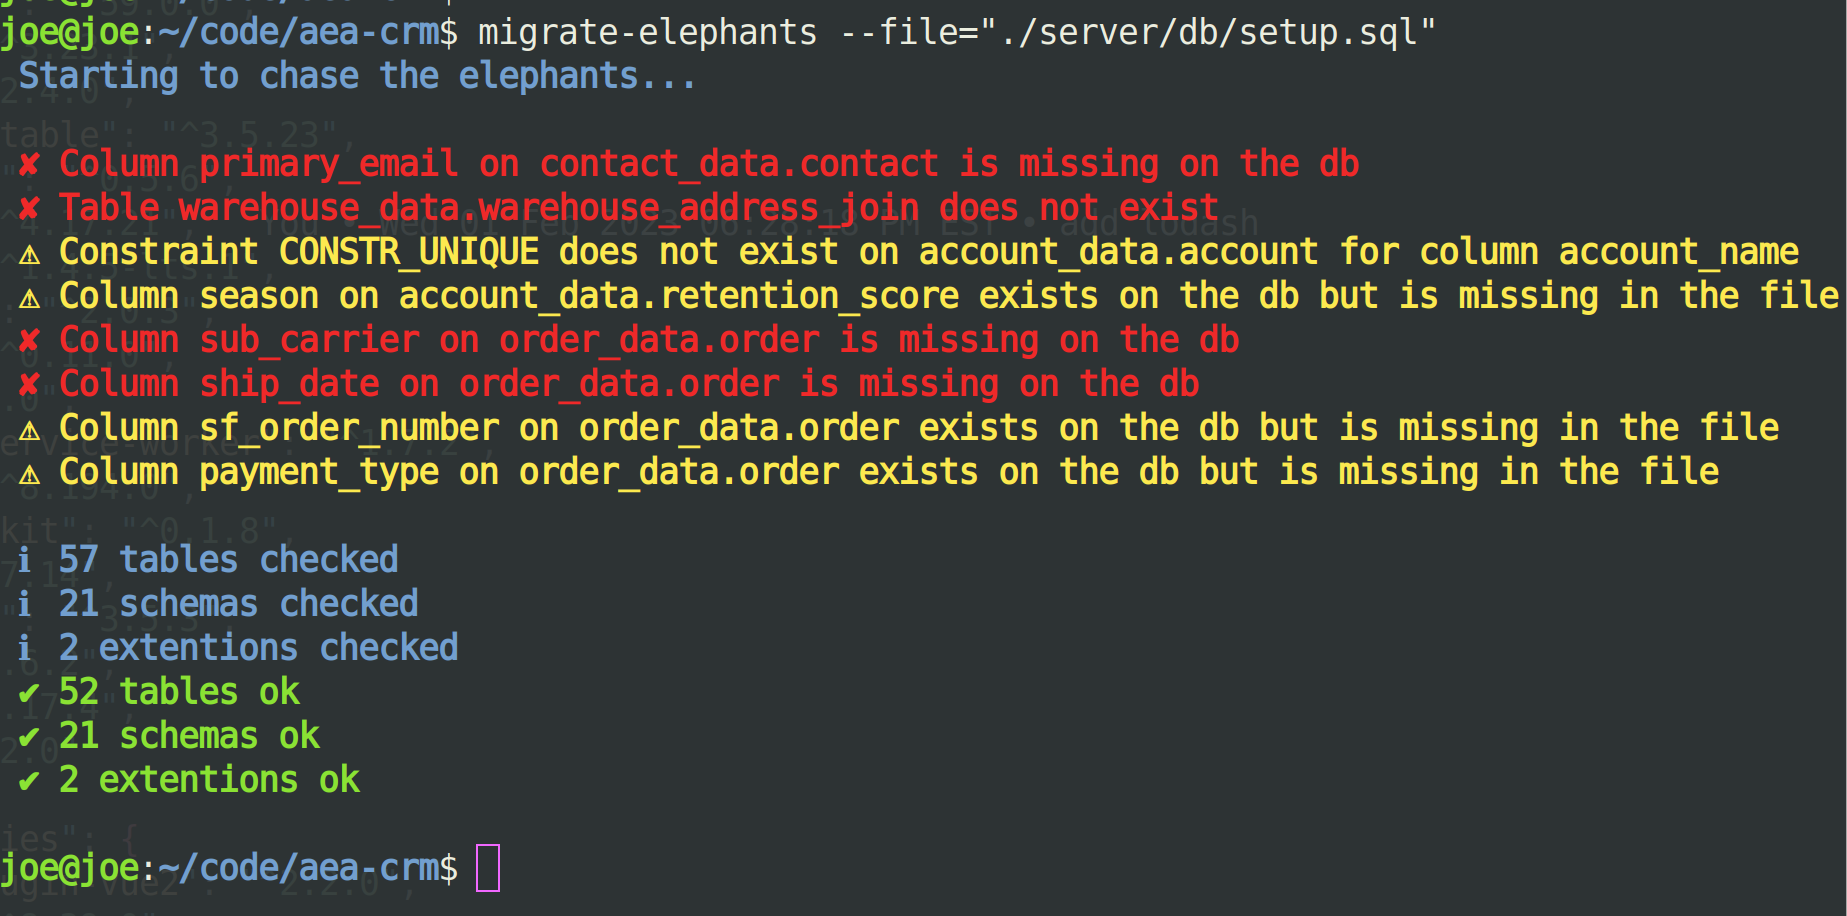 joe@joe:~/code/aea-crm$ migrate-elephants --file="./server/db/setup.sql"
Starting to chase the elephants...
✘ Column primary_email on contact_data.contact is missing on the db
✘ Table warehouse_data.warehouse_address_join does not exist
⚠ Constraint CONSTR_UNIQUE does not exist on account_data.account for column account_name
⚠ Column season on account_data.retention_score exists on the db but is missing in the file
✘ Column sub_carrier on order_data.order is missing on the db
✘ Column ship_date on order_data.order is missing on the db
⚠ Column sf_order_number on order_data.order exists on the db but is missing in the file
⚠ Column payment_type on order_data.order exists on the db but is missing in the file
ℹ 57 tables checked
ℹ 21 schemas checked
ℹ 2 extentions checked
✔ 52 tables ok
✔ 21 schemas ok
✔ 2 extentions ok
joe@joe:~/code/aea-crm$